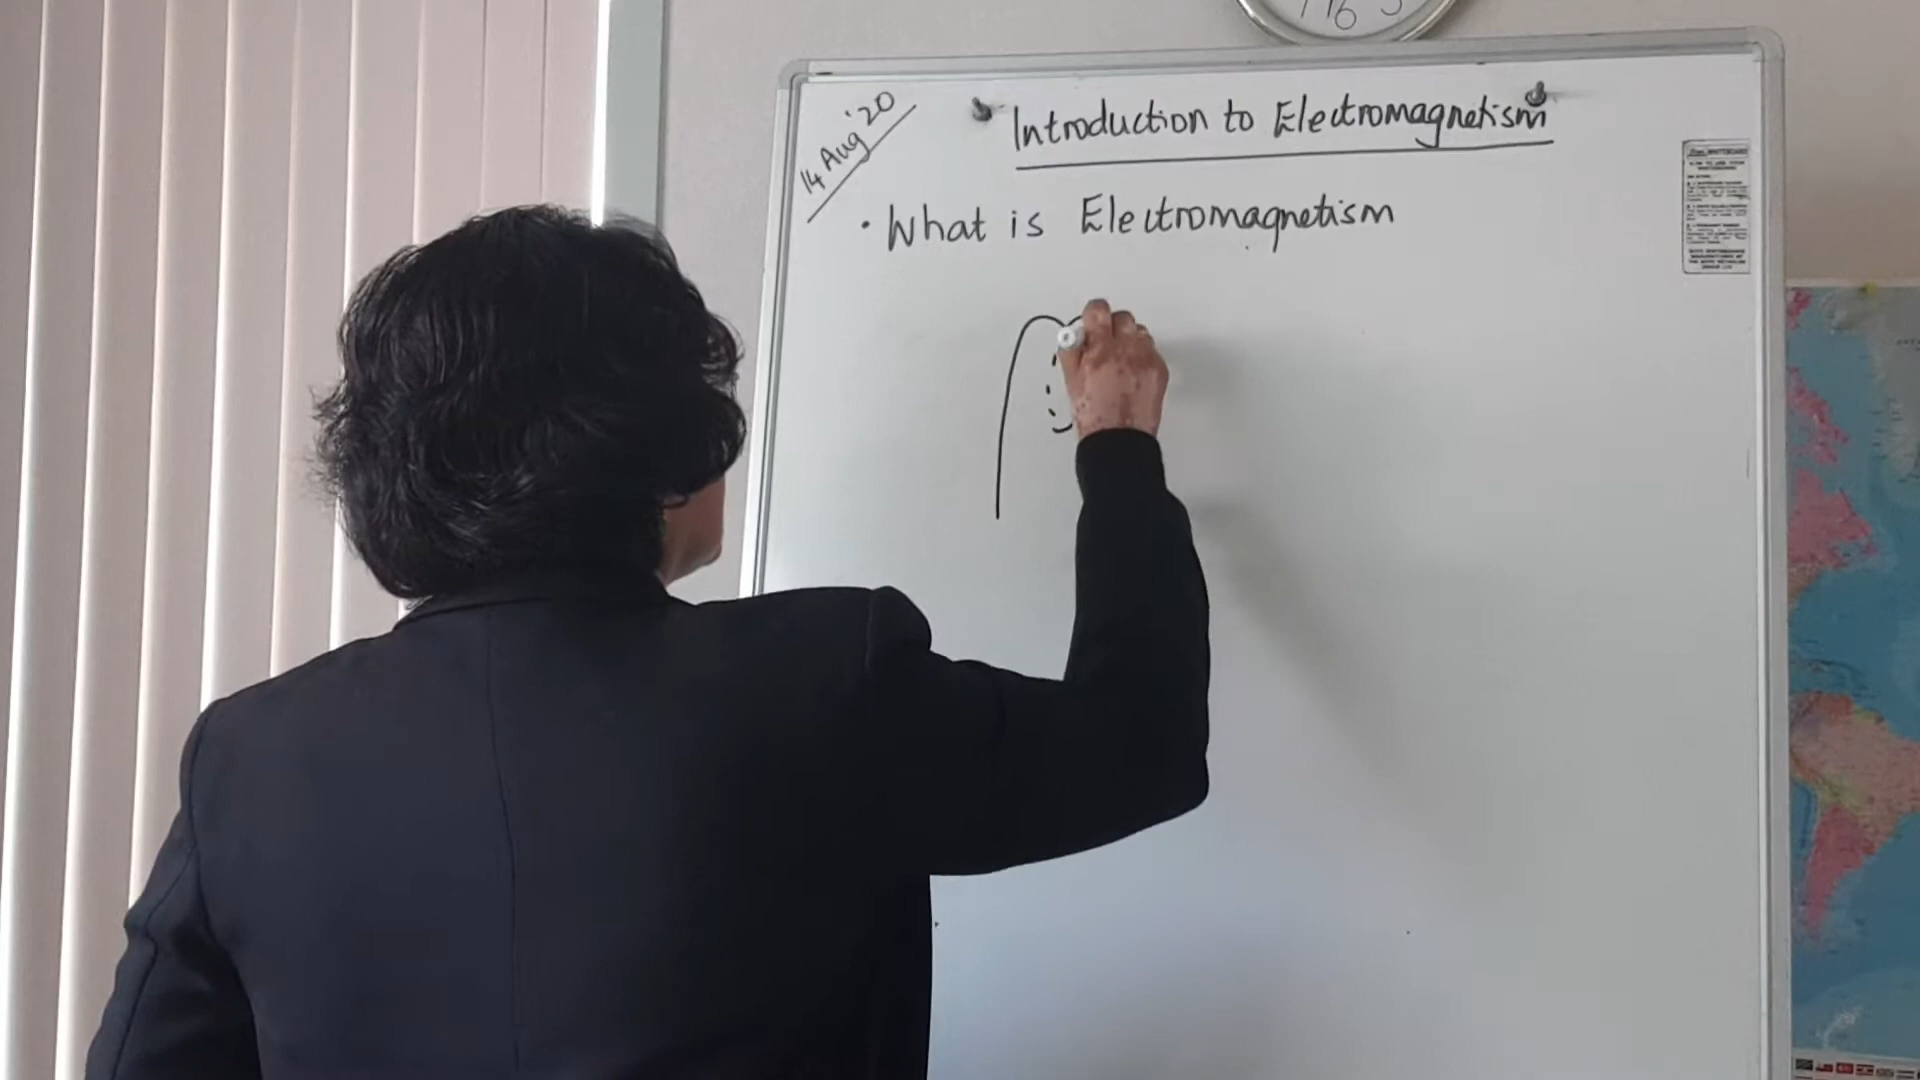 14 Aug '20
Introduction to Electromagnetism
• What is Electromagnetism